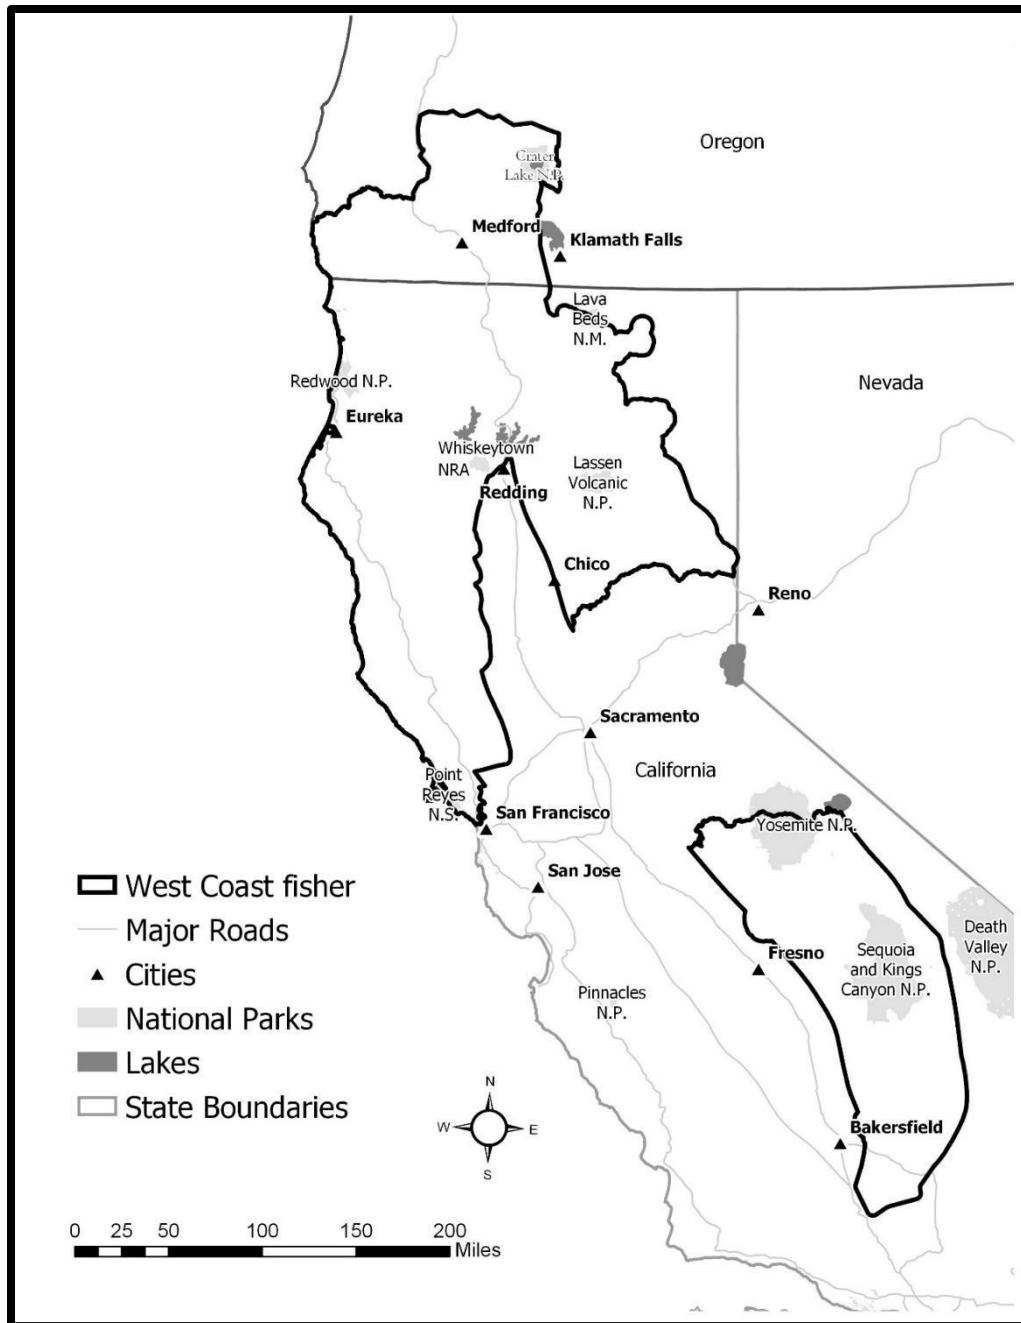 Oregon
Crater
Lake N.P.
Medford
Klamath Falls
Lava
Beds
N.M.
Nevada
Redwood N.P.
Eureka
Whiskeytown
NRA
Lassen
Volcanic
N.P.
Redding
Chico
Reno
Sacramento
California
Point
Reyes
N.S.
San Francisco
Yosemite N.P.
San Jose
Death
Valley
N.P.
Fresno
Sequoia
and Kings
Canyon N.P.
Pinnacles
N.P.
Bakersfield
West Coast fisher
Major Roads
Cities
National Parks
Lakes
State Boundaries
N
W E
S
0 25 50 100 150 200
Miles